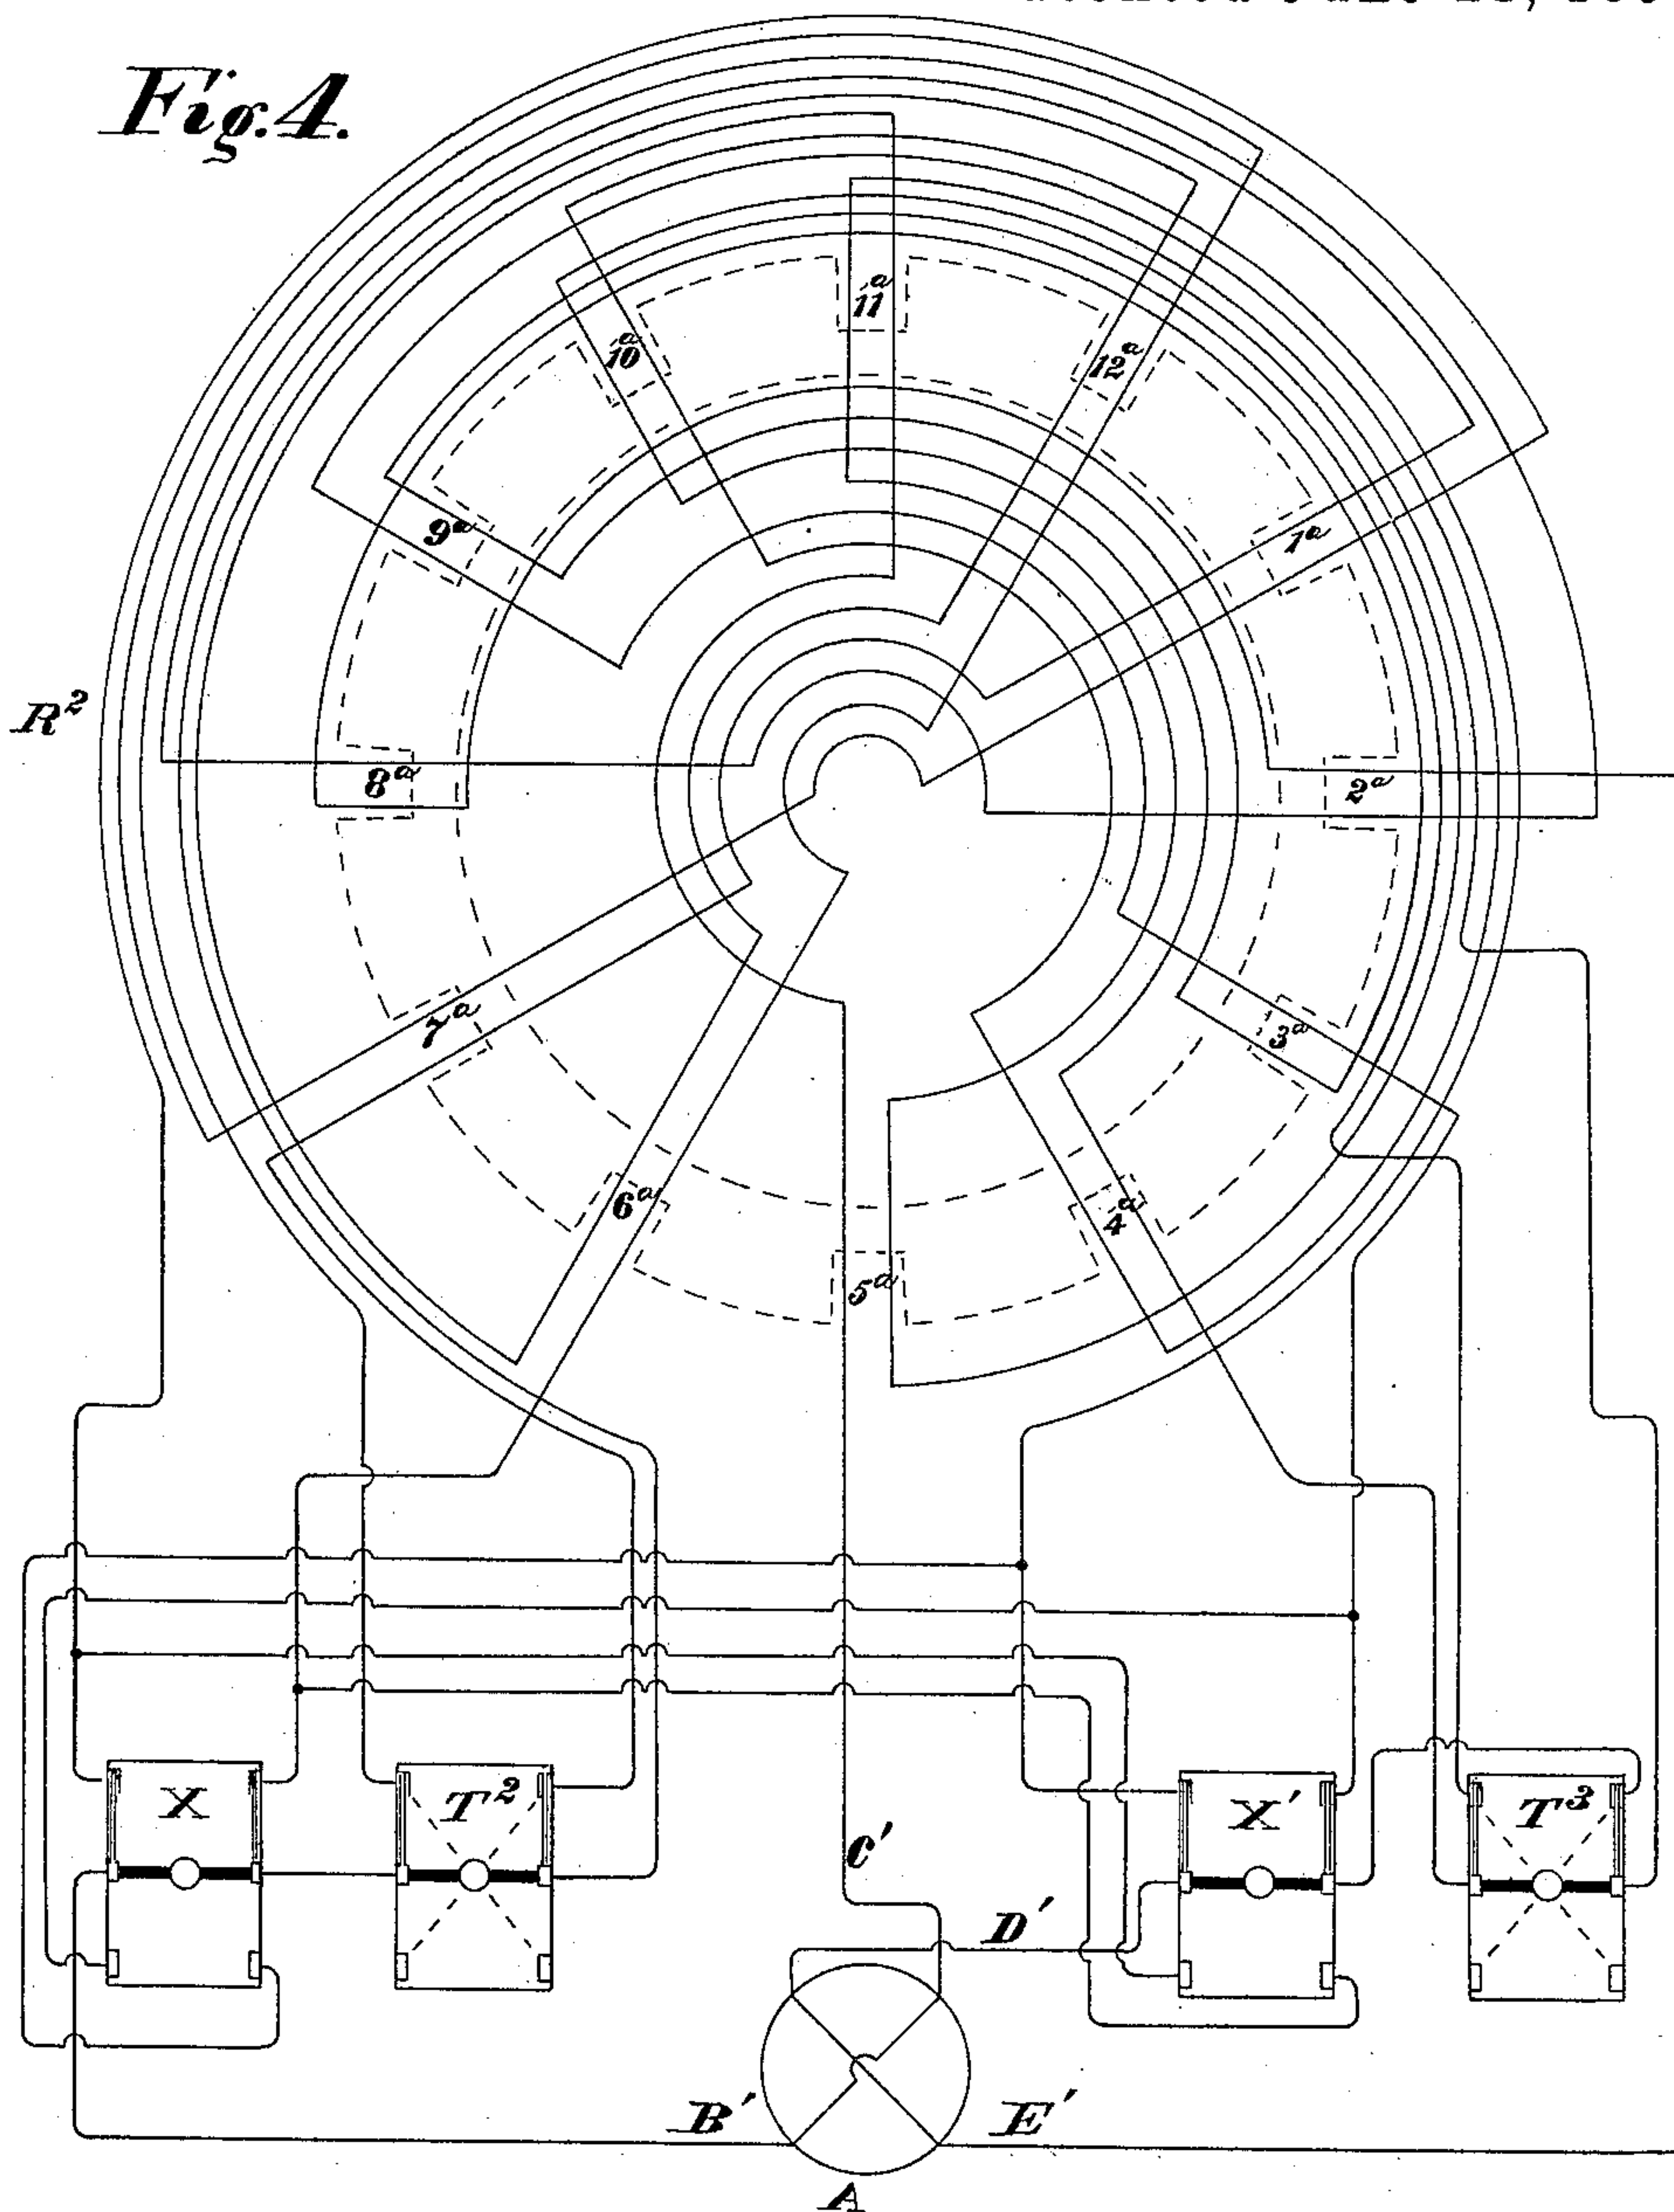 Fig. 4.
11ᵃ
10ᵃ
12ᵃ
9ᵃ
1ᵃ
R²
8ᵃ
2ᵃ
7ᵃ
3ᵃ
6ᵃ
4ᵃ
5ᵃ
X
T²
X'
T³
C'
D'
B'
E'
A